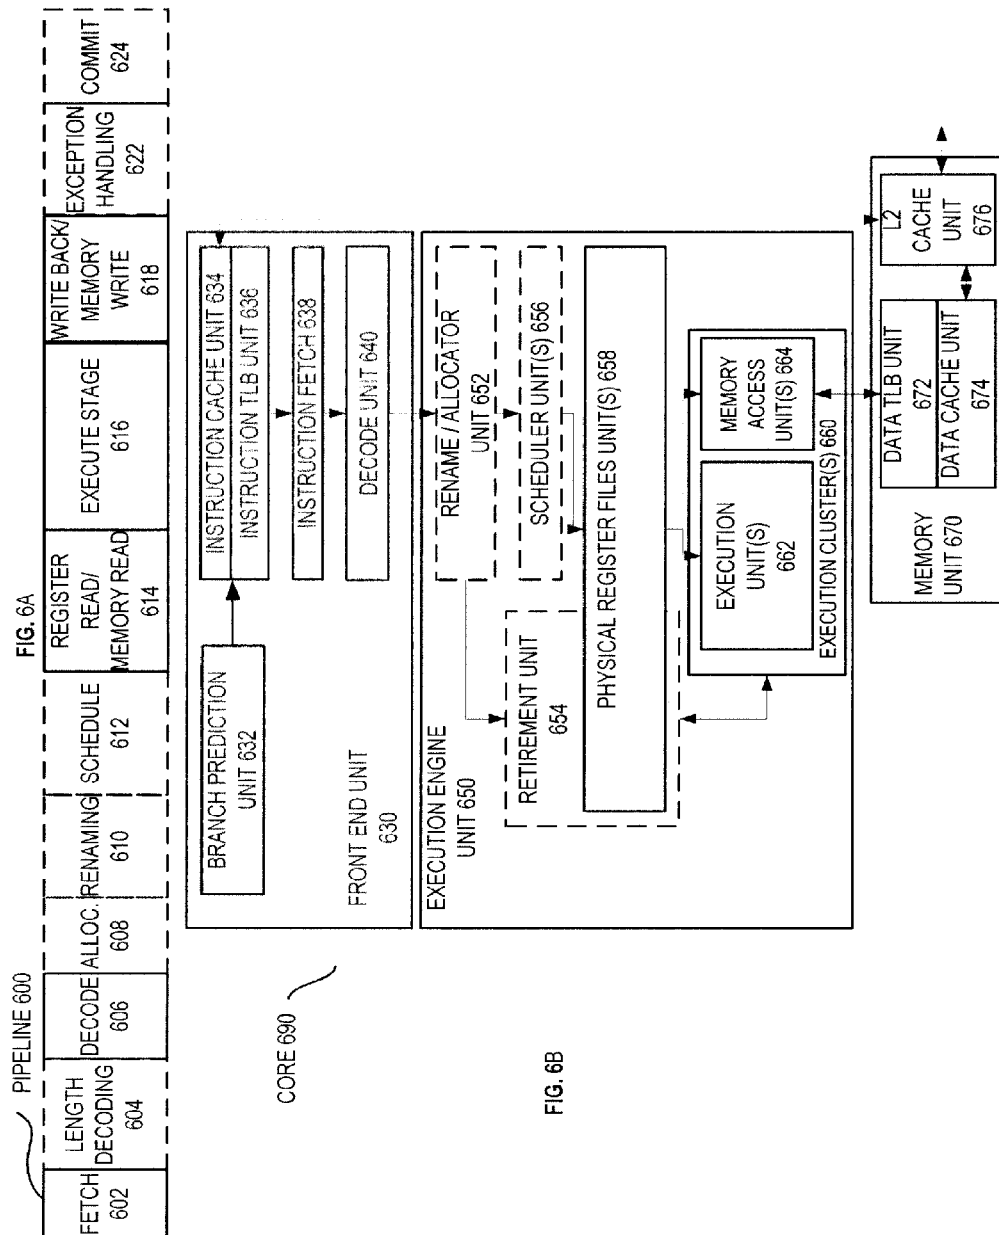 FIG. 6A
PIPELINE 600
FETCH
602
LENGTH
DECODING
604
DECODE
606
ALLOC.
608
RENAMING
610
SCHEDULE
612
REGISTER
READ/
MEMORY READ
614
EXECUTE STAGE
616
WRITE BACK/
MEMORY
WRITE
618
EXCEPTION
HANDLING
622
COMMIT
624
CORE 690
FRONT END UNIT
630
BRANCH PREDICTION
UNIT 632
INSTRUCTION CACHE UNIT 634
INSTRUCTION TLB UNIT 636
INSTRUCTION FETCH 638
DECODE UNIT 640
EXECUTION ENGINE
UNIT 650
RENAME / ALLOCATOR
UNIT 652
RETIREMENT UNIT
654
SCHEDULER UNIT(S) 656
PHYSICAL REGISTER FILES UNIT(S) 658
EXECUTION
UNIT(S)
662
MEMORY
ACCESS
UNIT(S) 664
EXECUTION CLUSTER(S) 660
MEMORY
UNIT 670
DATA TLB UNIT
672
DATA CACHE UNIT
674
L2
CACHE
UNIT
676
FIG. 6B